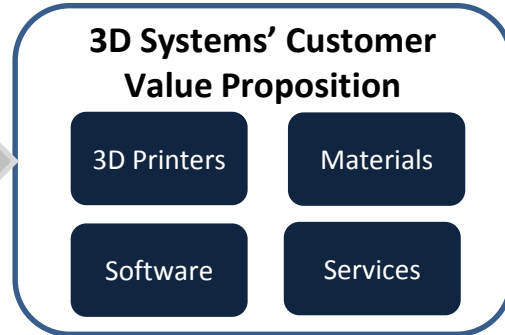 3D Systems’ Customer
Value Proposition
3D Printers
Materials
Software
Services